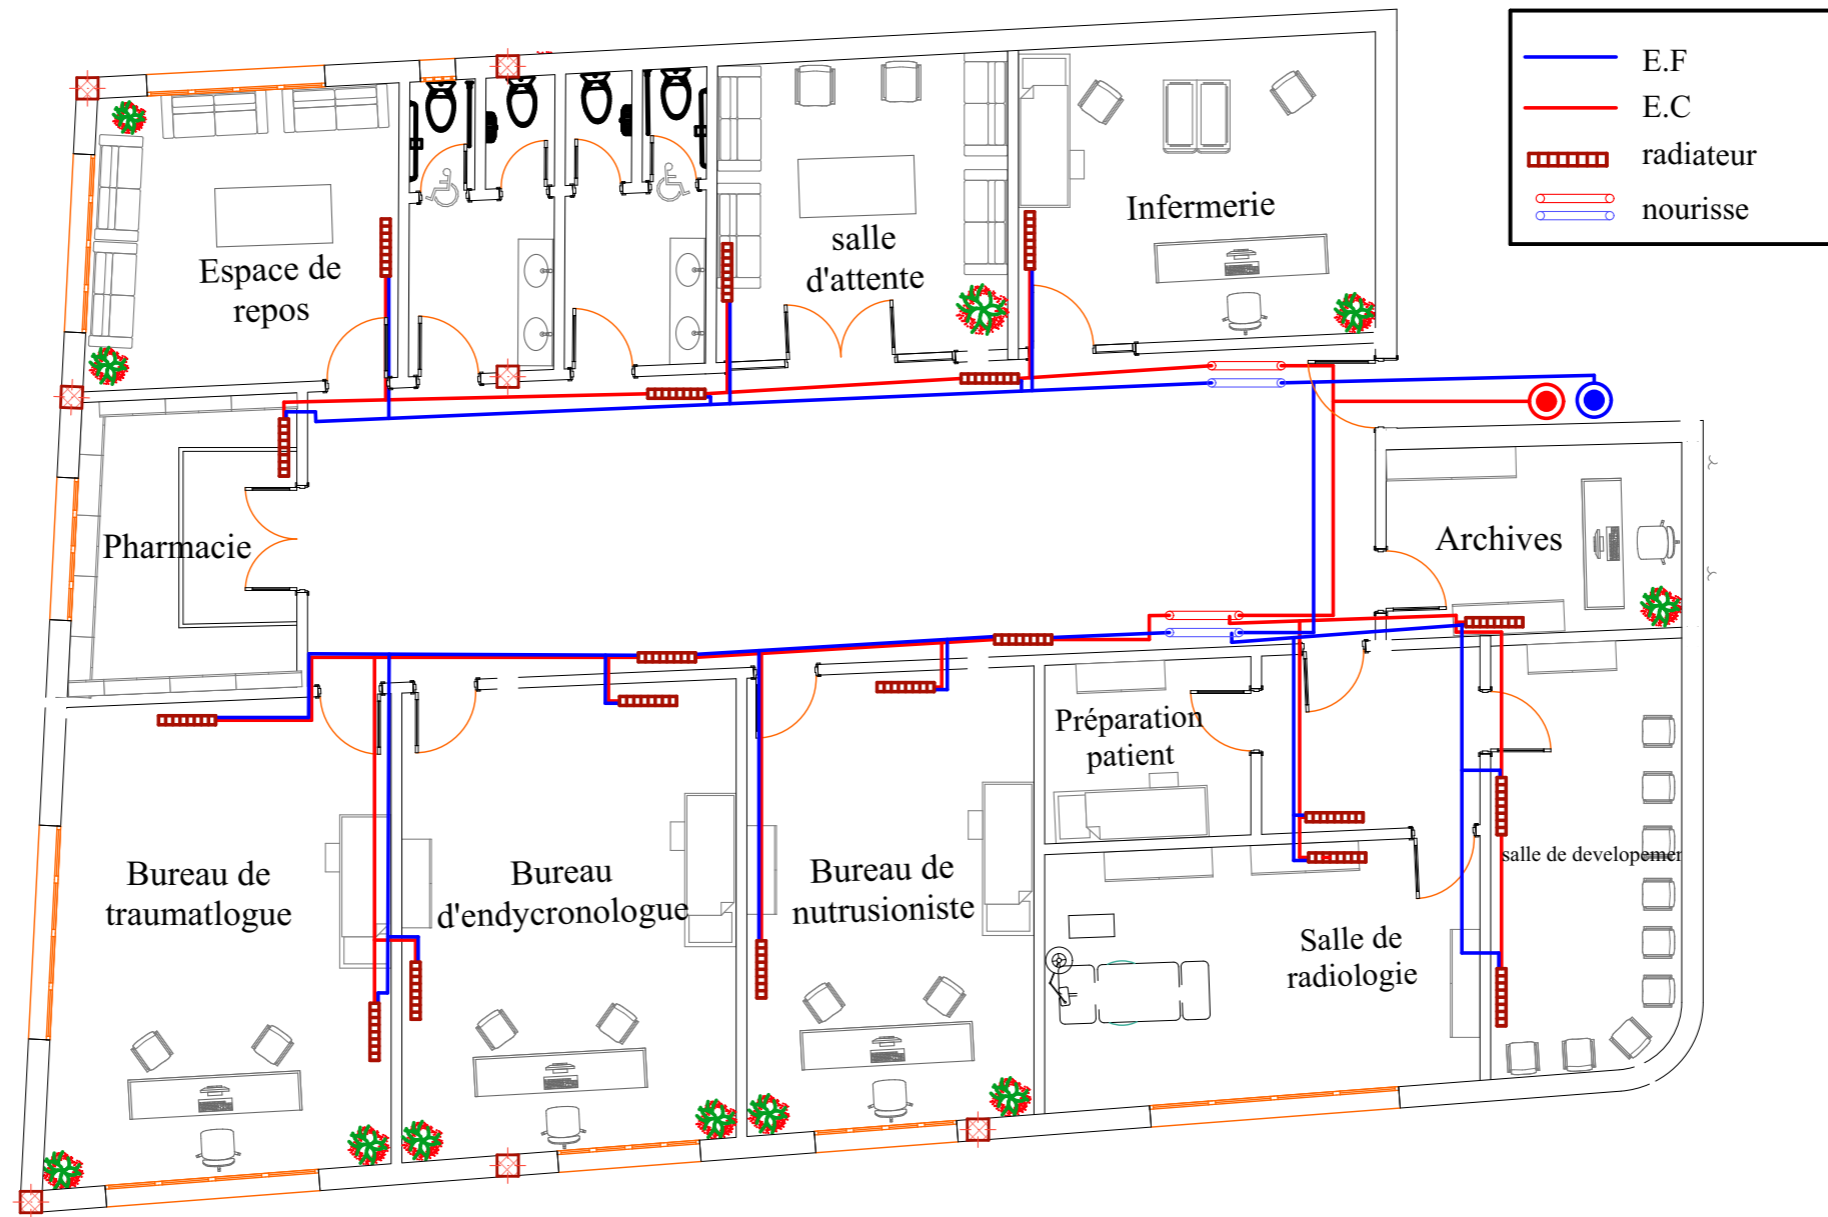 E.F
E.C
radiateur
nourisse
Espace de
repos
salle
d'attente
Infermerie
Pharmacie
Archives
Préparation
patient
Bureau de
traumatlogue
Bureau
d'endycronologue
Bureau de
nutrusioniste
Salle de
radiologie
salle de developemer